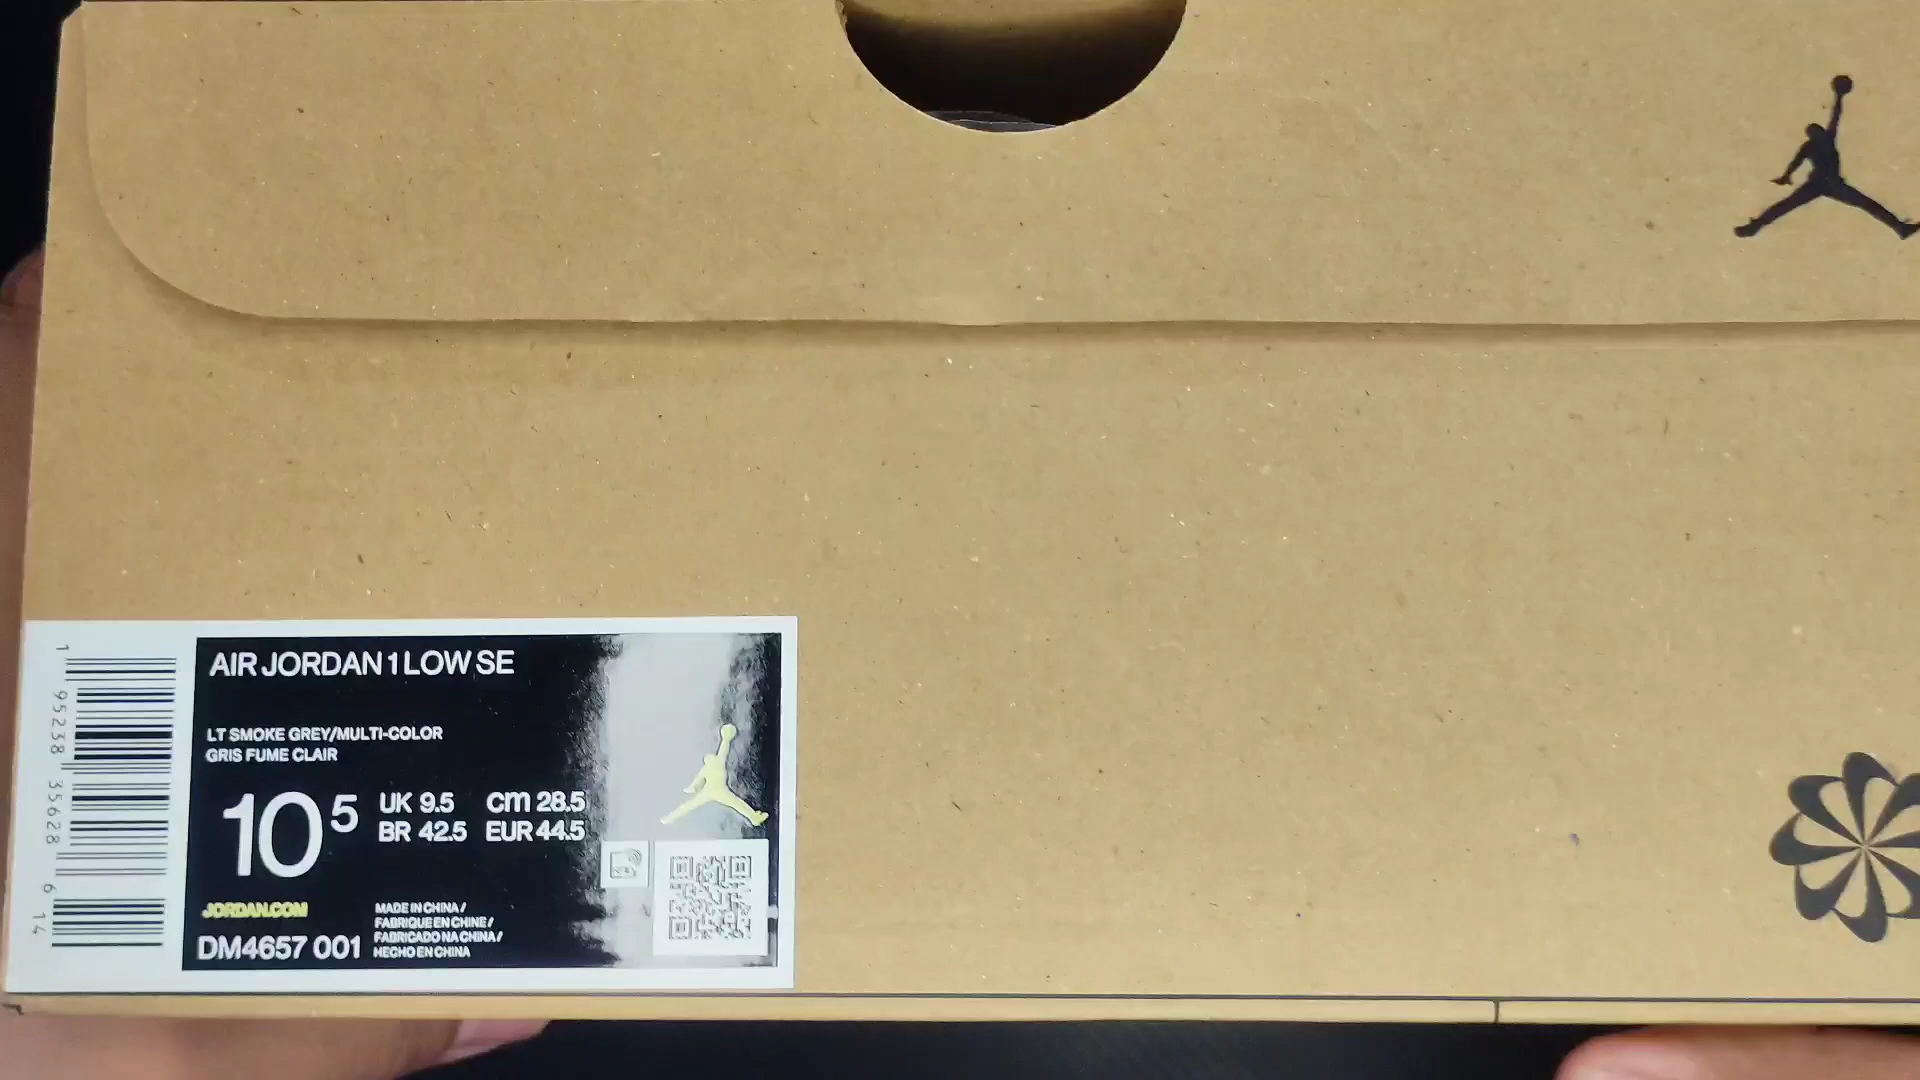 AIR JORDAN 1 LOW SE
LT SMOKE GREY/MULTI-COLOR
GRIS FUME CLAIR
10 5
UK 9.5 cm 28.5
BR 42.5 EUR 44.5
JORDAN.COM
DM4657 001
MADE IN CHINA /
FABRIQUE EN CHINE /
FABRICADO NA CHINA /
HECHO EN CHINA
1 95238 35628 6 14